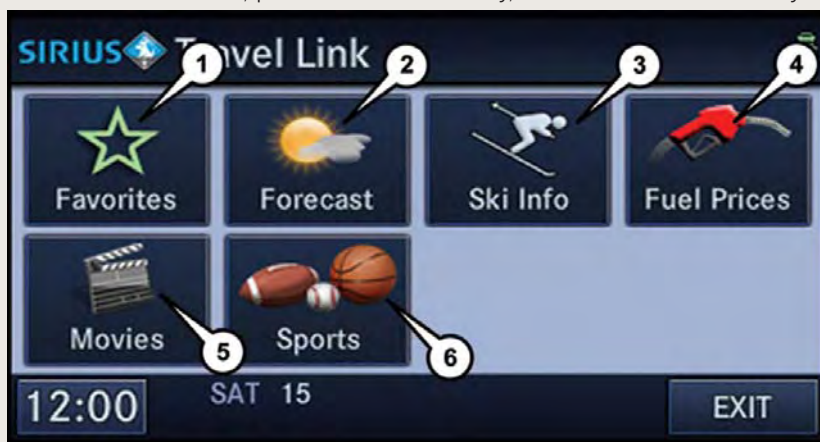 SIRIUS Travel Link
1 2 3 4
Favorites Forecast Ski Info Fuel Prices
5 6
Movies Sports
12:00 SAT 15 EXIT